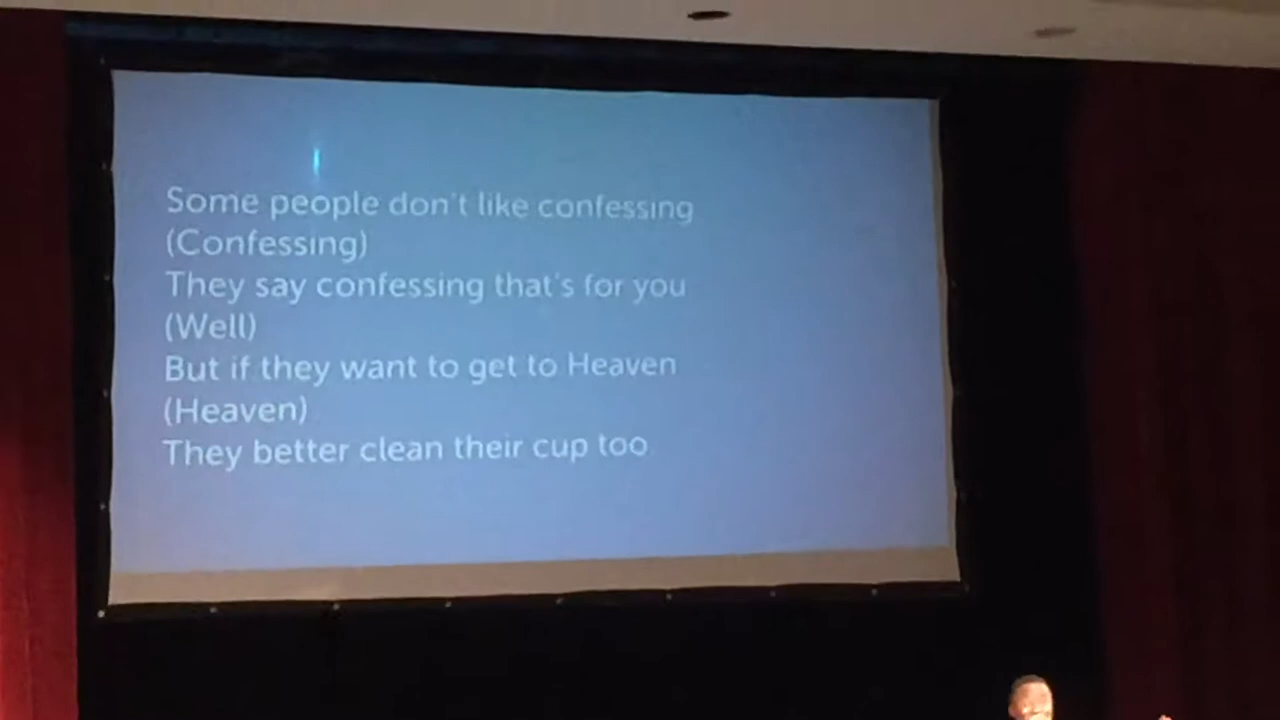 Some people don't like confessing
(Confessing)
They say confessing that's for you
(Well)
But if they want to get to Heaven
(Heaven)
They better clean their cup too